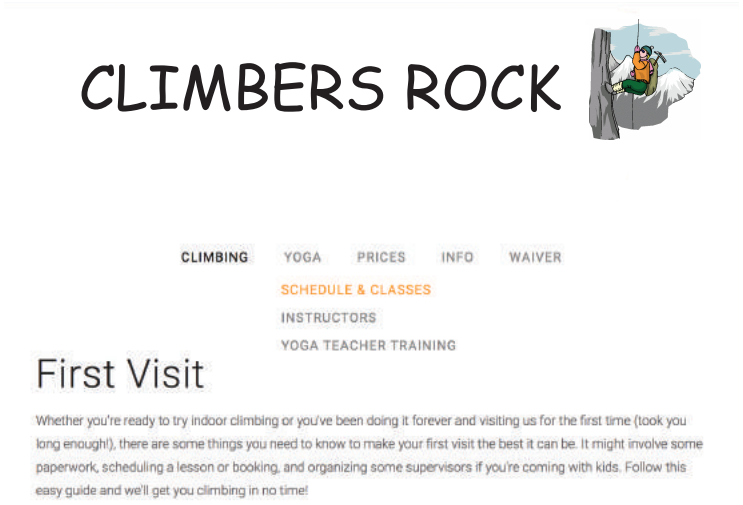 CLIMBERS ROCK
CLIMBING YOGA PRICES INFO WAIVER
SCHEDULE & CLASSES
INSTRUCTORS
YOGA TEACHER TRAINING
First Visit
Whether you're ready to try indoor climbing or you've been doing it forever and visiting us for the first time (took you
long enough!), there are some things you need to know to make your first visit the best it can be. It might involve some
paperwork, scheduling a lesson or booking, and organizing some supervisors if you're coming with kids. Follow this
easy guide and we'll get you climbing in no time!